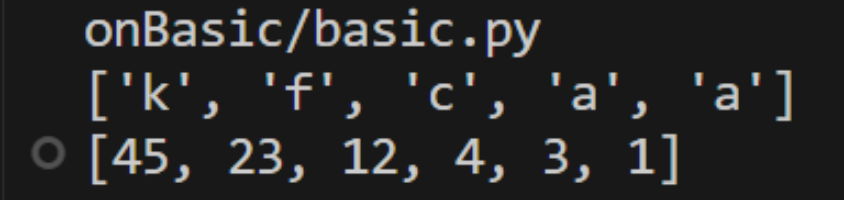 onBasic/basic.py
['k', 'f', 'c', 'a', 'a']
[45, 23, 12, 4, 3, 1]